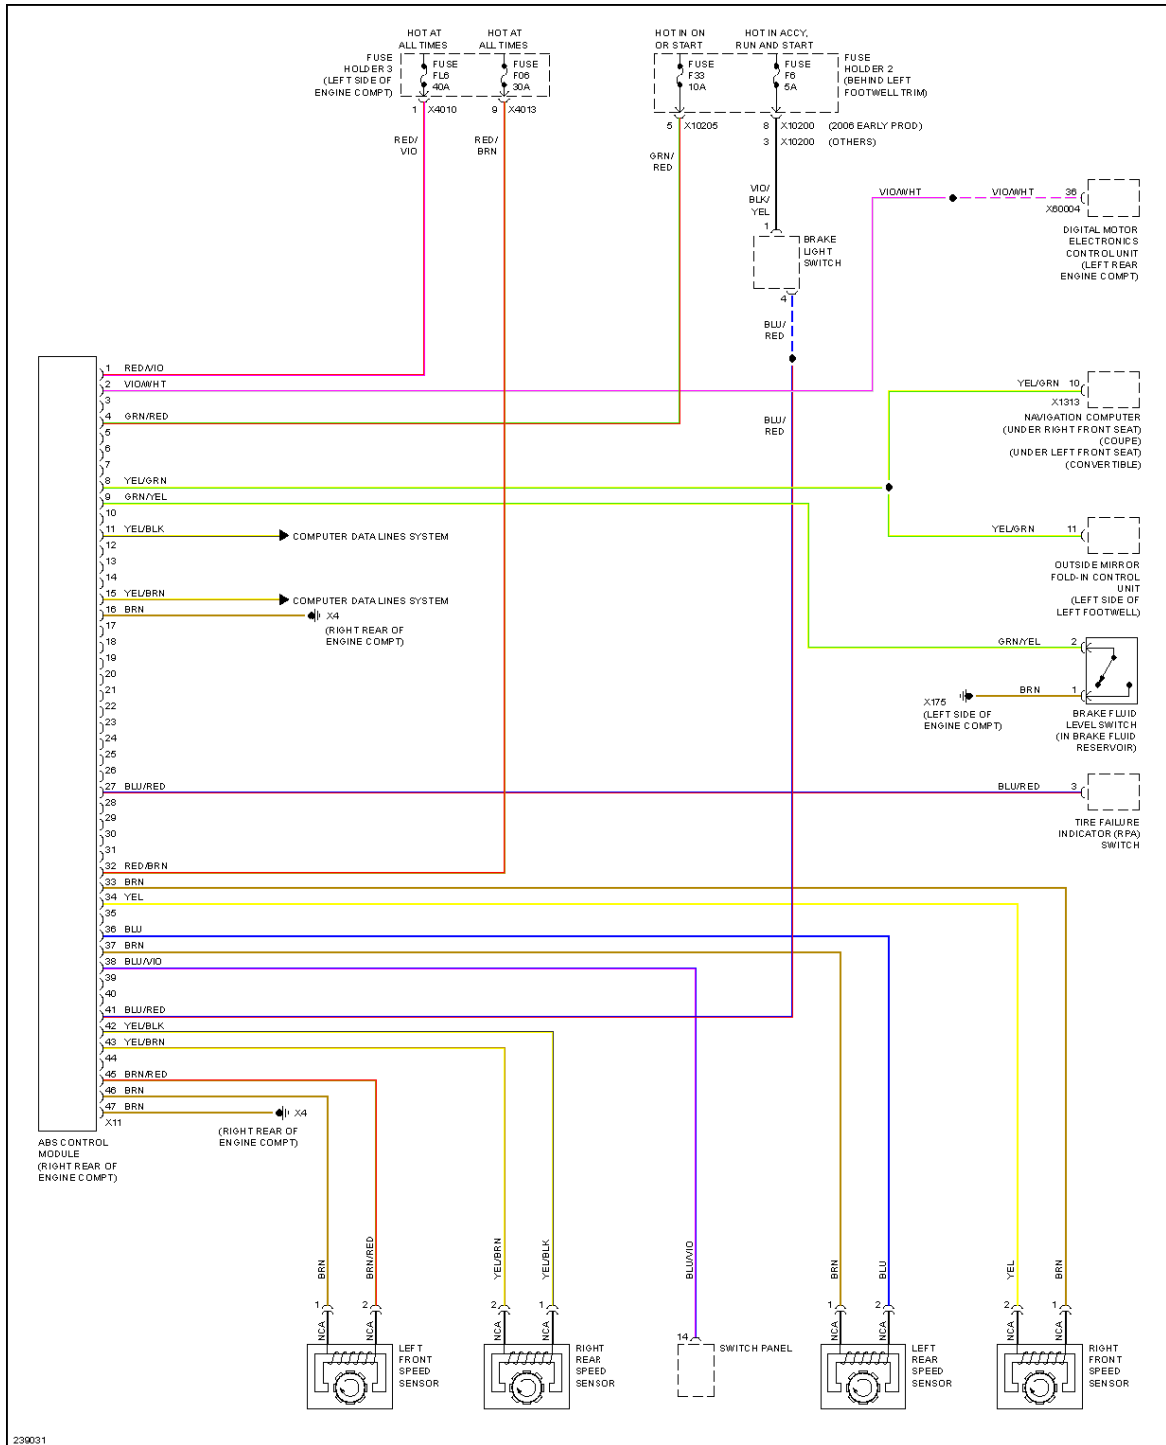 HOT AT
ALL TIMES
HOT AT
ALL TIMES
HOT IN ON
OR START
HOT IN ACCY,
RUN AND START
FUSE
HOLDER 3
(LEFT SIDE OF
ENGINE COMPT)
FUSE
FL6
40A
FUSE
F06
30A
FUSE
F33
10A
FUSE
F6
5A
FUSE
HOLDER 2
(BEHIND LEFT
FOOTWELL TRIM)
1 X4010
9 X4013
5 X10205
8 X10200 (2006 EARLY PROD)
3 X10200 (OTHERS)
RED/
VIO
RED/
BRN
GRN/
RED
VIO/
BLK/
YEL
1
BRAKE
LIGHT
SWITCH
4
BLU/
RED
BLU/
RED
VIO/WHT
VIO/WHT 36
X60004
DIGITAL MOTOR
ELECTRONICS
CONTROL UNIT
(LEFT REAR
ENGINE COMPT)
YEL/GRN 10
X1313
NAVIGATION COMPUTER
(UNDER RIGHT FRONT SEAT)
(COUPE)
(UNDER LEFT FRONT SEAT)
(CONVERTIBLE)
YEL/GRN 11
OUTSIDE MIRROR
FOLD-IN CONTROL
UNIT
(LEFT SIDE OF
LEFT FOOTWELL)
GRN/YEL 2
BRN 1
X175
(LEFT SIDE OF
ENGINE COMPT)
BRAKE FLUID
LEVEL SWITCH
(IN BRAKE FLUID
RESERVOIR)
BLU/RED 3
TIRE FAILURE
INDICATOR (RPA)
SWITCH
1 RED/VIO
2 VIO/WHT
3
4 GRN/RED
5
6
7
8 YEL/GRN
9 GRN/YEL
10
11 YEL/BLK
COMPUTER DATA LINES SYSTEM
12
13
14
15 YEL/BRN
COMPUTER DATA LINES SYSTEM
16 BRN
X4
(RIGHT REAR OF
ENGINE COMPT)
17
18
19
20
21
22
23
24
25
26
27 BLU/RED
28
29
30
31
32 RED/BRN
33 BRN
34 YEL
35
36 BLU
37 BRN
38 BLU/VIO
39
40
41 BLU/RED
42 YEL/BLK
43 YEL/BRN
44
45 BRN/RED
46 BRN
47 BRN
X4
(RIGHT REAR OF
ENGINE COMPT)
X11
ABS CONTROL
MODULE
(RIGHT REAR OF
ENGINE COMPT)
BRN
BRN/RED
YEL/BRN
YEL/BLK
BLU/VIO
BRN
BLU
YEL
BRN
1
2
2
1
14
1
2
2
1
NCA
NCA
NCA
NCA
NCA
NCA
NCA
NCA
LEFT
FRONT
SPEED
SENSOR
RIGHT
REAR
SPEED
SENSOR
SWITCH PANEL
LEFT
REAR
SPEED
SENSOR
RIGHT
FRONT
SPEED
SENSOR
239031